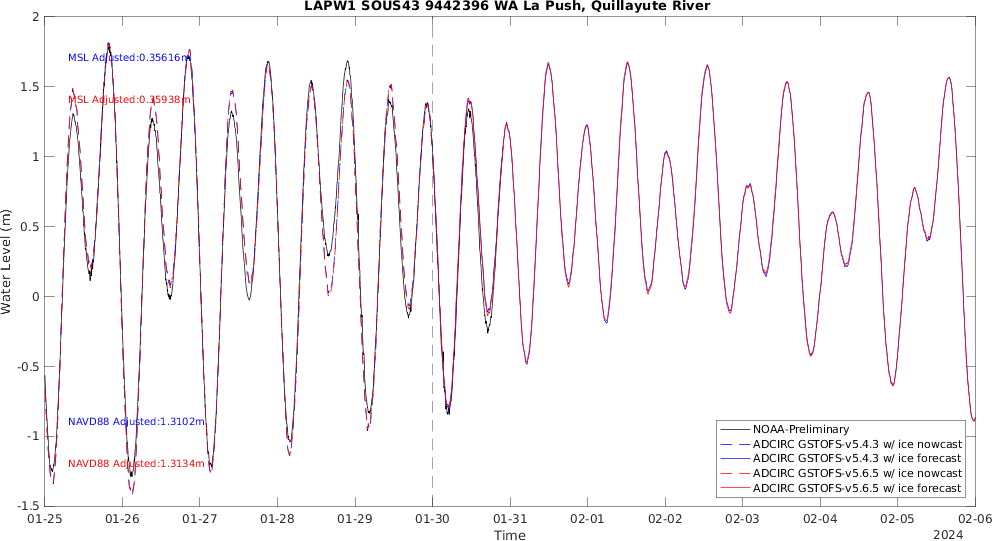 LAPW1 SOUS43 9442396 WA La Push, Quillayute River
Water Level (m)
2
1.5
1
0.5
0
-0.5
-1
-1.5
MSL Adjusted:0.35616m
MSL Adjusted:0.35938m
NAVD88 Adjusted:1.3102m
NAVD88 Adjusted:1.3134m
NOAA-Preliminary
ADCIRC GSTOFS-v5.4.3 w/ ice nowcast
ADCIRC GSTOFS-v5.4.3 w/ ice forecast
ADCIRC GSTOFS-v5.6.5 w/ ice nowcast
ADCIRC GSTOFS-v5.6.5 w/ ice forecast
01-25 01-26 01-27 01-28 01-29 01-30 01-31 02-01 02-02 02-03 02-04 02-05 02-06
Time
2024